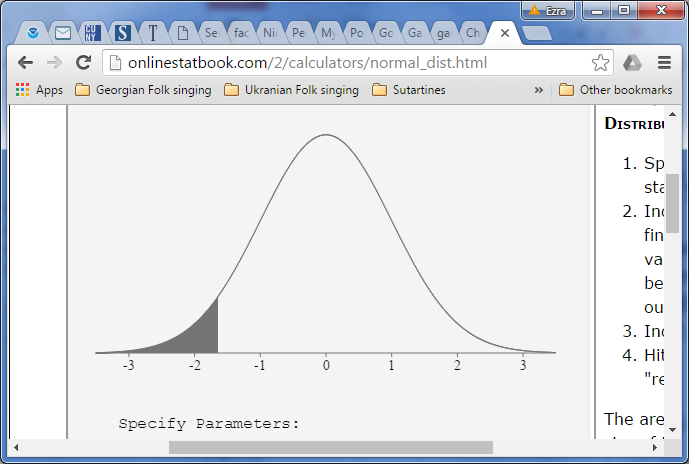 Ezra
CU NY S T Se fac Ni Pe My Po Go Ga ga Ch
onlinestatbook.com/2/calculators/normal_dist.html
Apps Georgian Folk singing Ukranian Folk singing Sutartines » Other bookmarks
DISTRIBU
1. Sp
sta
2. Inc
fin
va
be
ou
3. Inc
4. Hit
"re
-3 -2 -1 0 1 2 3
The are
Specify Parameters: